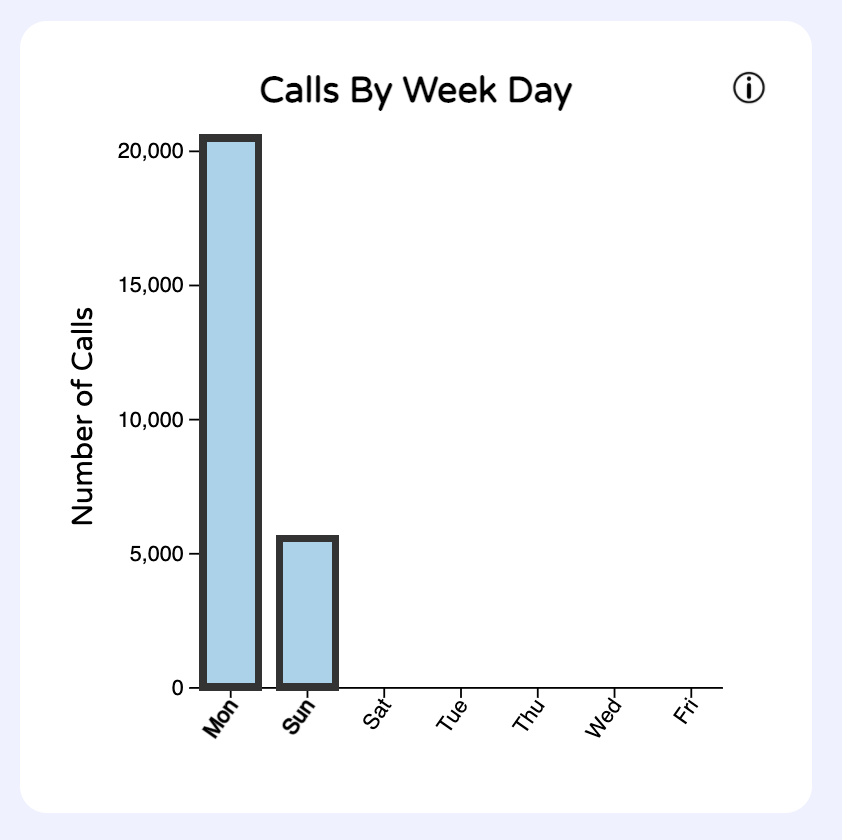 Calls By Week Day
Number of Calls
20,000
15,000
10,000
5,000
0
Mon
Sun
Sat
Tue
Thu
Wed
Fri